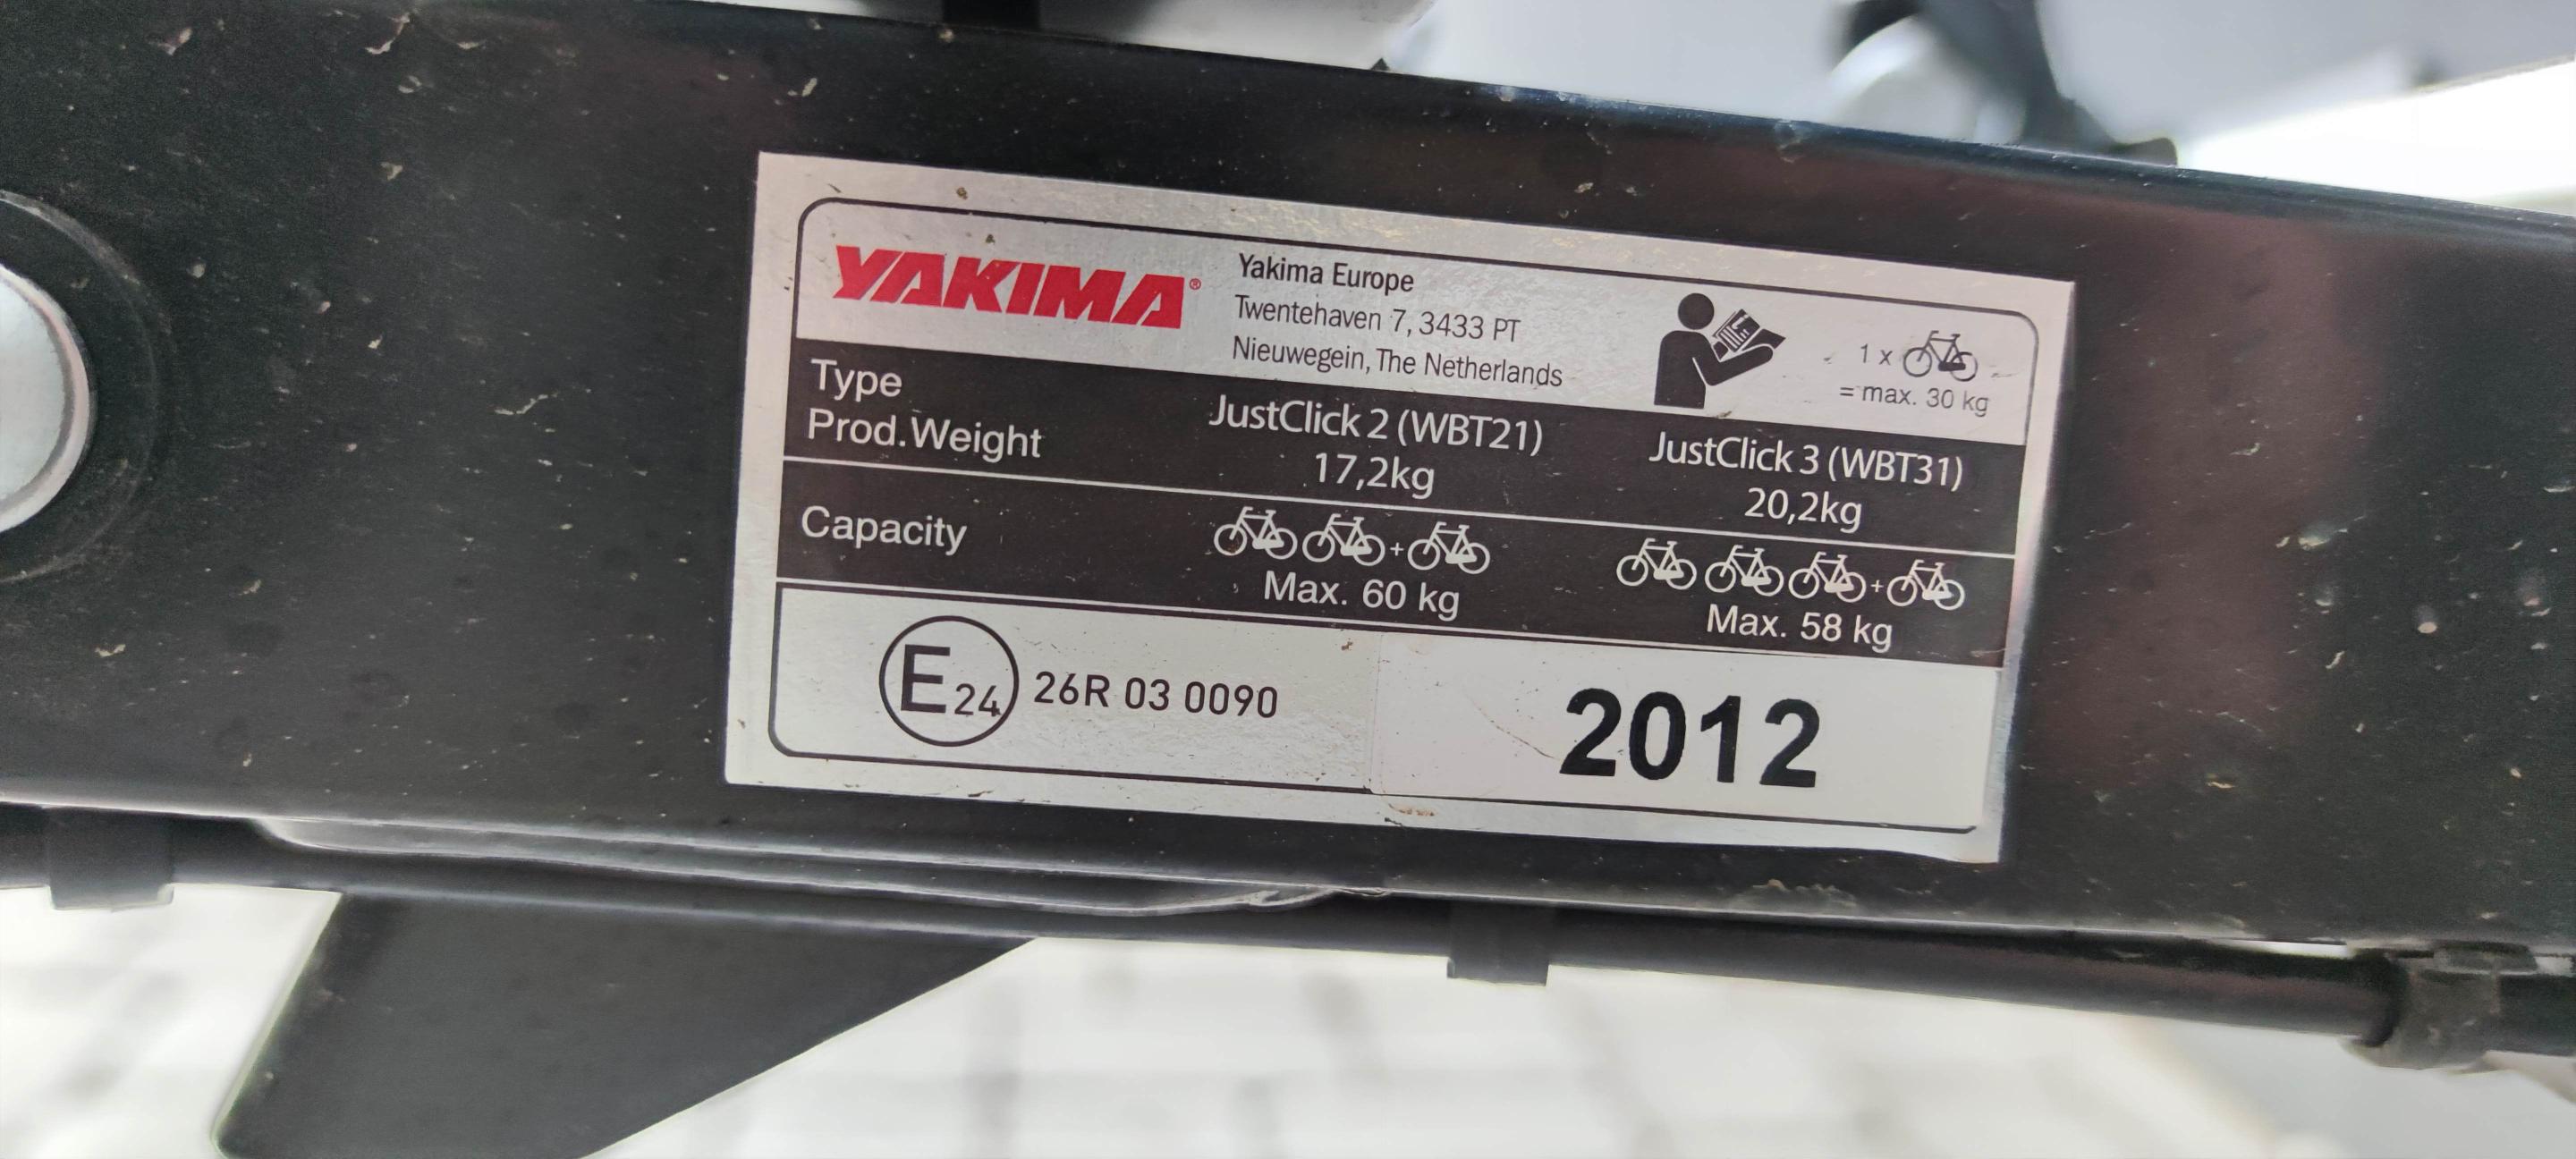 YAKIMA®
Yakima Europe
Twentehaven 7, 3433 PT
Nieuwegein, The Netherlands
1 x
= max. 30 kg
Type JustClick 2 (WBT21) JustClick 3 (WBT31)
Prod.Weight 17,2kg 20,2kg
Capacity + +
Max. 60 kg Max. 58 kg
E24 26R 03 0090 2012